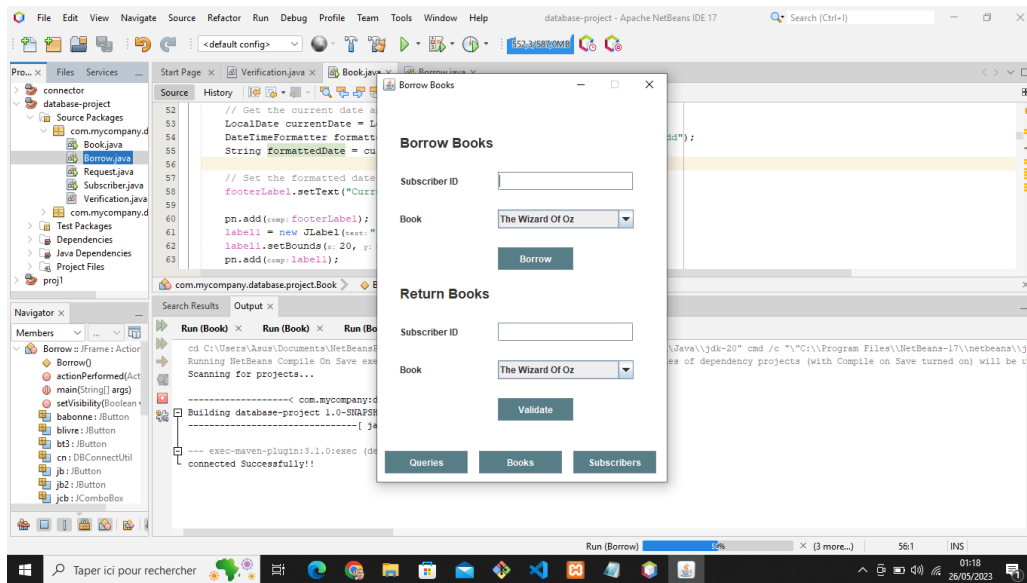 File Edit View Navigate Source Refactor Run Debug Profile Team Tools Window Help database-project - Apache NetBeans IDE 17 Search (Ctrl+I)
<default config> 552,3/587,0MB
Pro... × Files Services
Start Page × Verification.java × Book.java × Borrow.java ×
connector
database-project
Source Packages
com.mycompany.d
Book.java
Borrow.java
Request.java
Subscriber.java
Verification.java
com.mycompany.d
Test Packages
Dependencies
Java Dependencies
Project Files
proj1
Source History
52 // Get the current date a
53 LocalDate currentDate = L
54 DateTimeFormatter formatt dd");
55 String formattedDate = cu
56
57 // Set the formatted date
58 footerLabel.setText("Curr
59
60 pn.add(comp: footerLabel);
61 label1 = new JLabel(text: "
62 label1.setBounds(x: 20, y:
63 pn.add(comp: label1);
com.mycompany.database.project.Book
Navigator ×
Members ...
Borrow :: JFrame : Action
Borrow()
actionPerformed(Act
main(String[] args)
setVisibility(Boolean
babonne : JButton
blivre : JButton
bt3 : JButton
cn : DBConnectUtil
jb : JButton
jb2 : JButton
jcb : JComboBox
Search Results Output ×
Run (Book) × Run (Book) × Run (Bo
cd C:\Users\Asus\Documents\NetBeansP \Java\\jdk-20" cmd /c "\"C:\\Program Files\\NetBeans-17\\netbeans\\j
Running NetBeans Compile On Save exe es of dependency projects (with Compile on Save turned on) will be u
Scanning for projects...
--------------------< com.mycompany:d
Building database-project 1.0-SNAPSH
--------------------------------[ ja
--- exec-maven-plugin:3.1.0:exec (de
connected Successfully!!
Borrow Books
Borrow Books
Subscriber ID
Book The Wizard Of Oz
Borrow
Return Books
Subscriber ID
Book The Wizard Of Oz
Validate
Queries Books Subscribers
Run (Borrow) (3 more...) 56:1 INS
Taper ici pour rechercher
01:18
26/05/2023